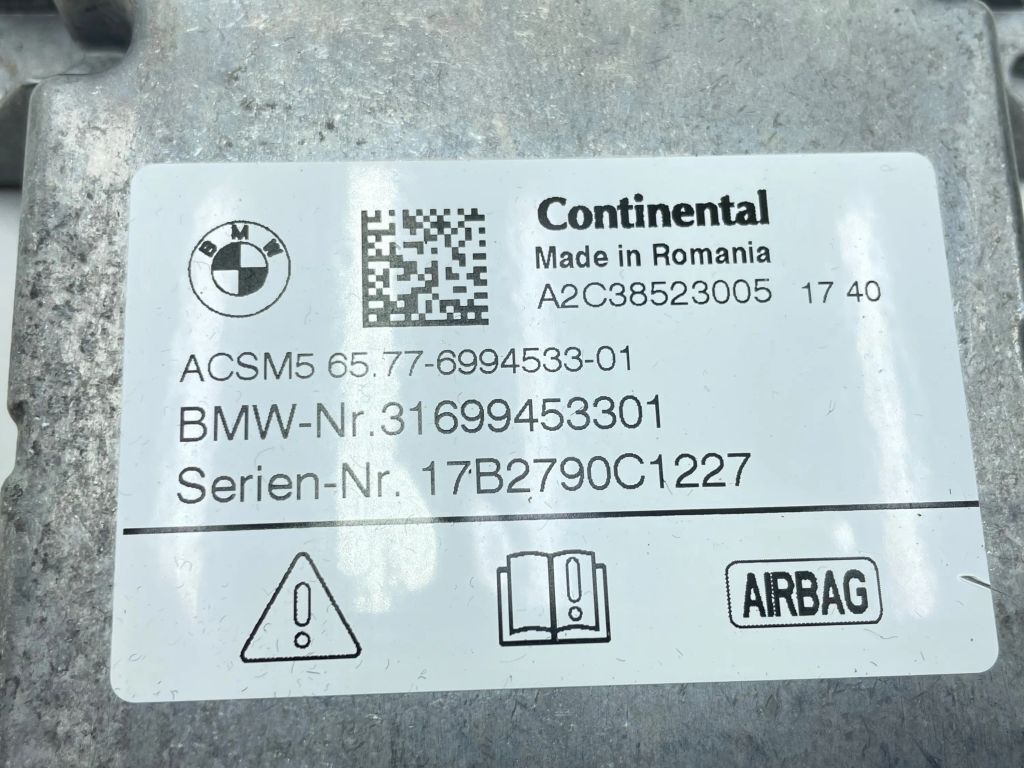 BMW
Continental
Made in Romania
A2C38523005 17 40
ACSM5 65.77-6994533-01
BMW-Nr.31699453301
Serien-Nr. 17B2790C1227
AIRBAG